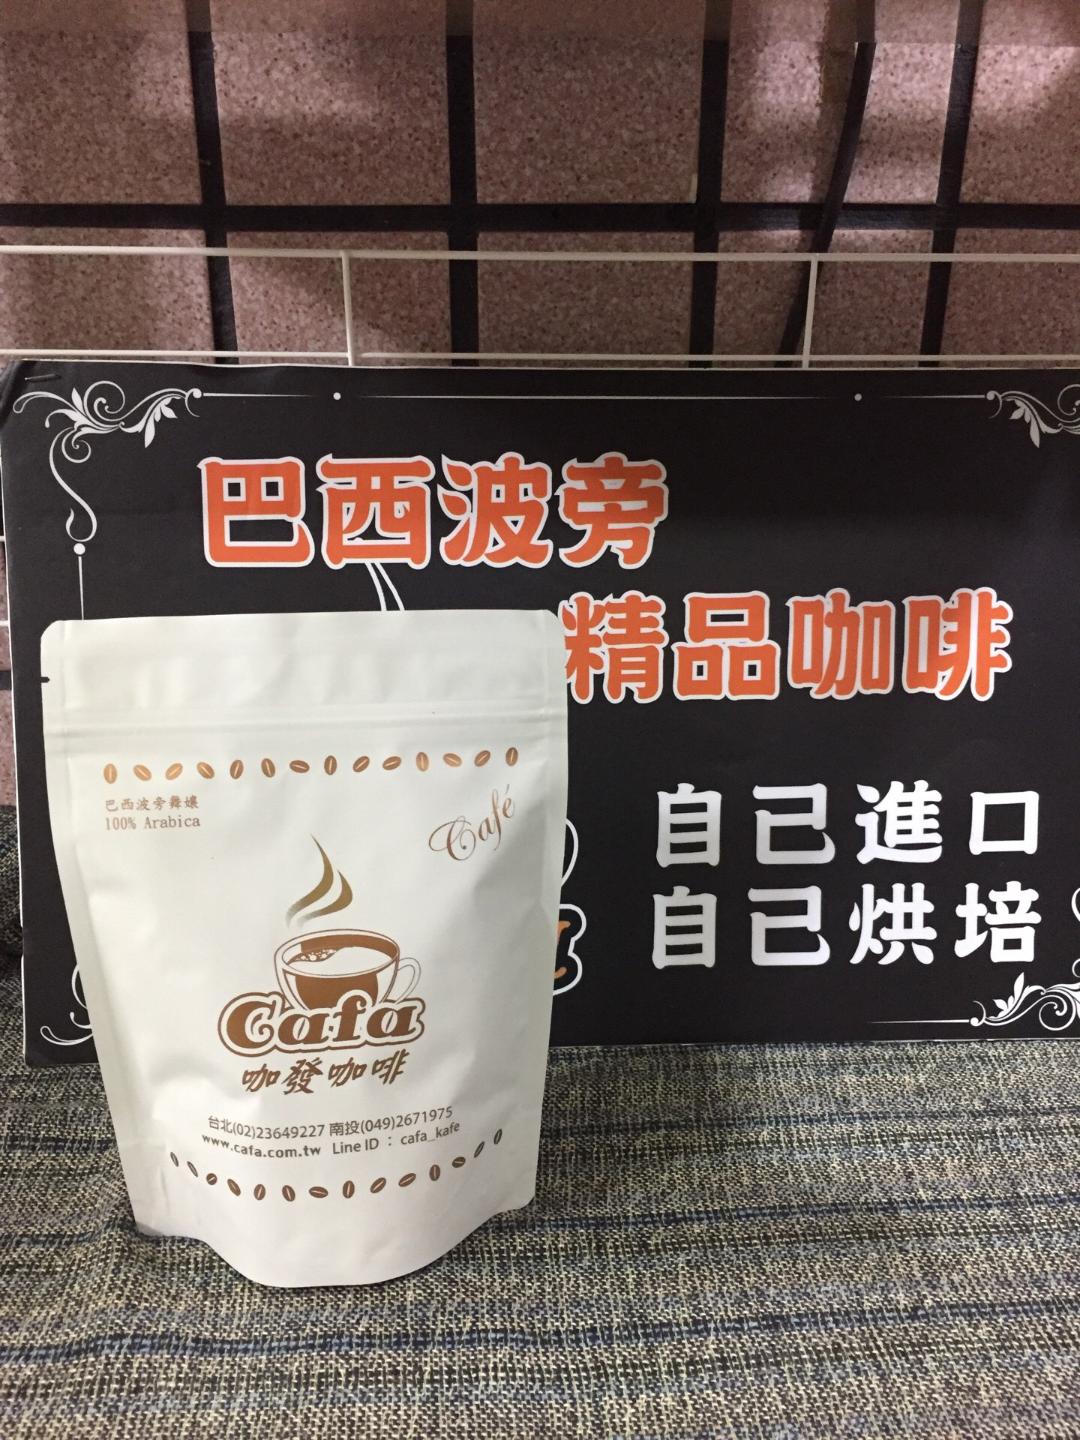 巴西波旁
精品咖啡
自己進口
自己烘培
巴西波旁舞孃
100% Arabica
Café
Cafa
咖發咖啡
台北(02)23649227 南投(049)2671975
www.cafa.com.tw Line ID : cafa_kafe